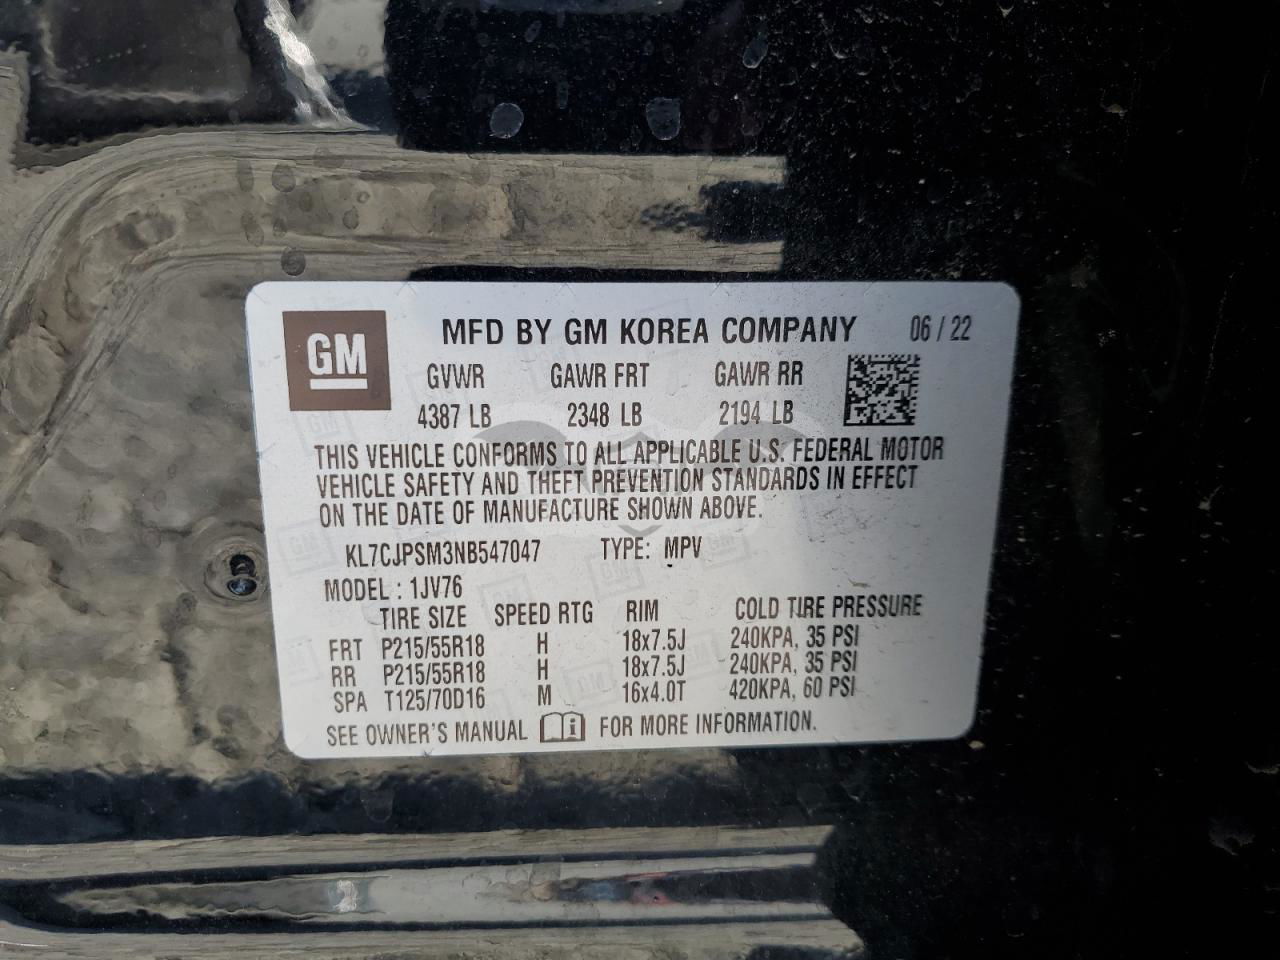 GM
MFD BY GM KOREA COMPANY 06 / 22
GVWR GAWR FRT GAWR RR
4387 LB 2348 LB 2194 LB
THIS VEHICLE CONFORMS TO ALL APPLICABLE U.S. FEDERAL MOTOR
VEHICLE SAFETY AND THEFT PREVENTION STANDARDS IN EFFECT
ON THE DATE OF MANUFACTURE SHOWN ABOVE.
KL7CJPSM3NB547047 TYPE: MPV
MODEL : 1JV76
TIRE SIZE SPEED RTG RIM COLD TIRE PRESSURE
FRT P215/55R18 H 18x7.5J 240KPA, 35 PSI
RR P215/55R18 H 18x7.5J 240KPA, 35 PSI
SPA T125/70D16 M 16x4.0T 420KPA, 60 PSI
SEE OWNER'S MANUAL FOR MORE INFORMATION.